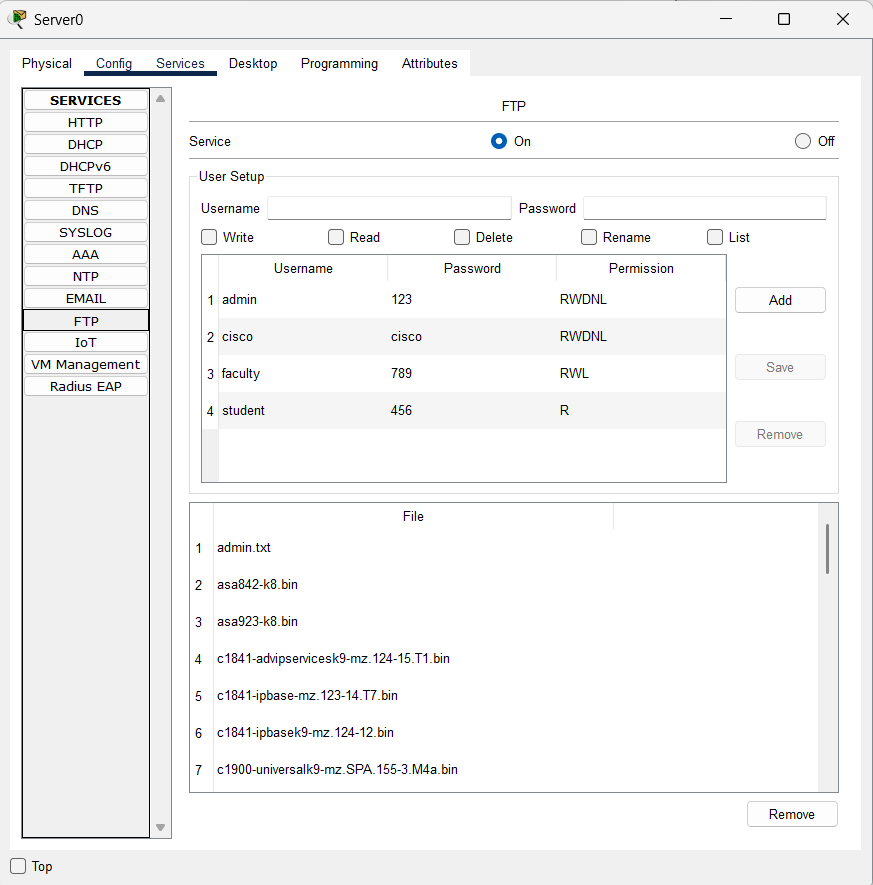 Server0
Physical Config Services Desktop Programming Attributes
SERVICES
HTTP
DHCP
DHCPv6
TFTP
DNS
SYSLOG
AAA
NTP
EMAIL
FTP
IoT
VM Management
Radius EAP
FTP
Service On Off
User Setup
Username Password
Write Read Delete Rename List
Username Password Permission
1 admin 123 RWDNL
2 cisco cisco RWDNL
3 faculty 789 RWL
4 student 456 R
Add
Save
Remove
File
1 admin.txt
2 asa842-k8.bin
3 asa923-k8.bin
4 c1841-advipservicesk9-mz.124-15.T1.bin
5 c1841-ipbase-mz.123-14.T7.bin
6 c1841-ipbasek9-mz.124-12.bin
7 c1900-universalk9-mz.SPA.155-3.M4a.bin
Remove
Top